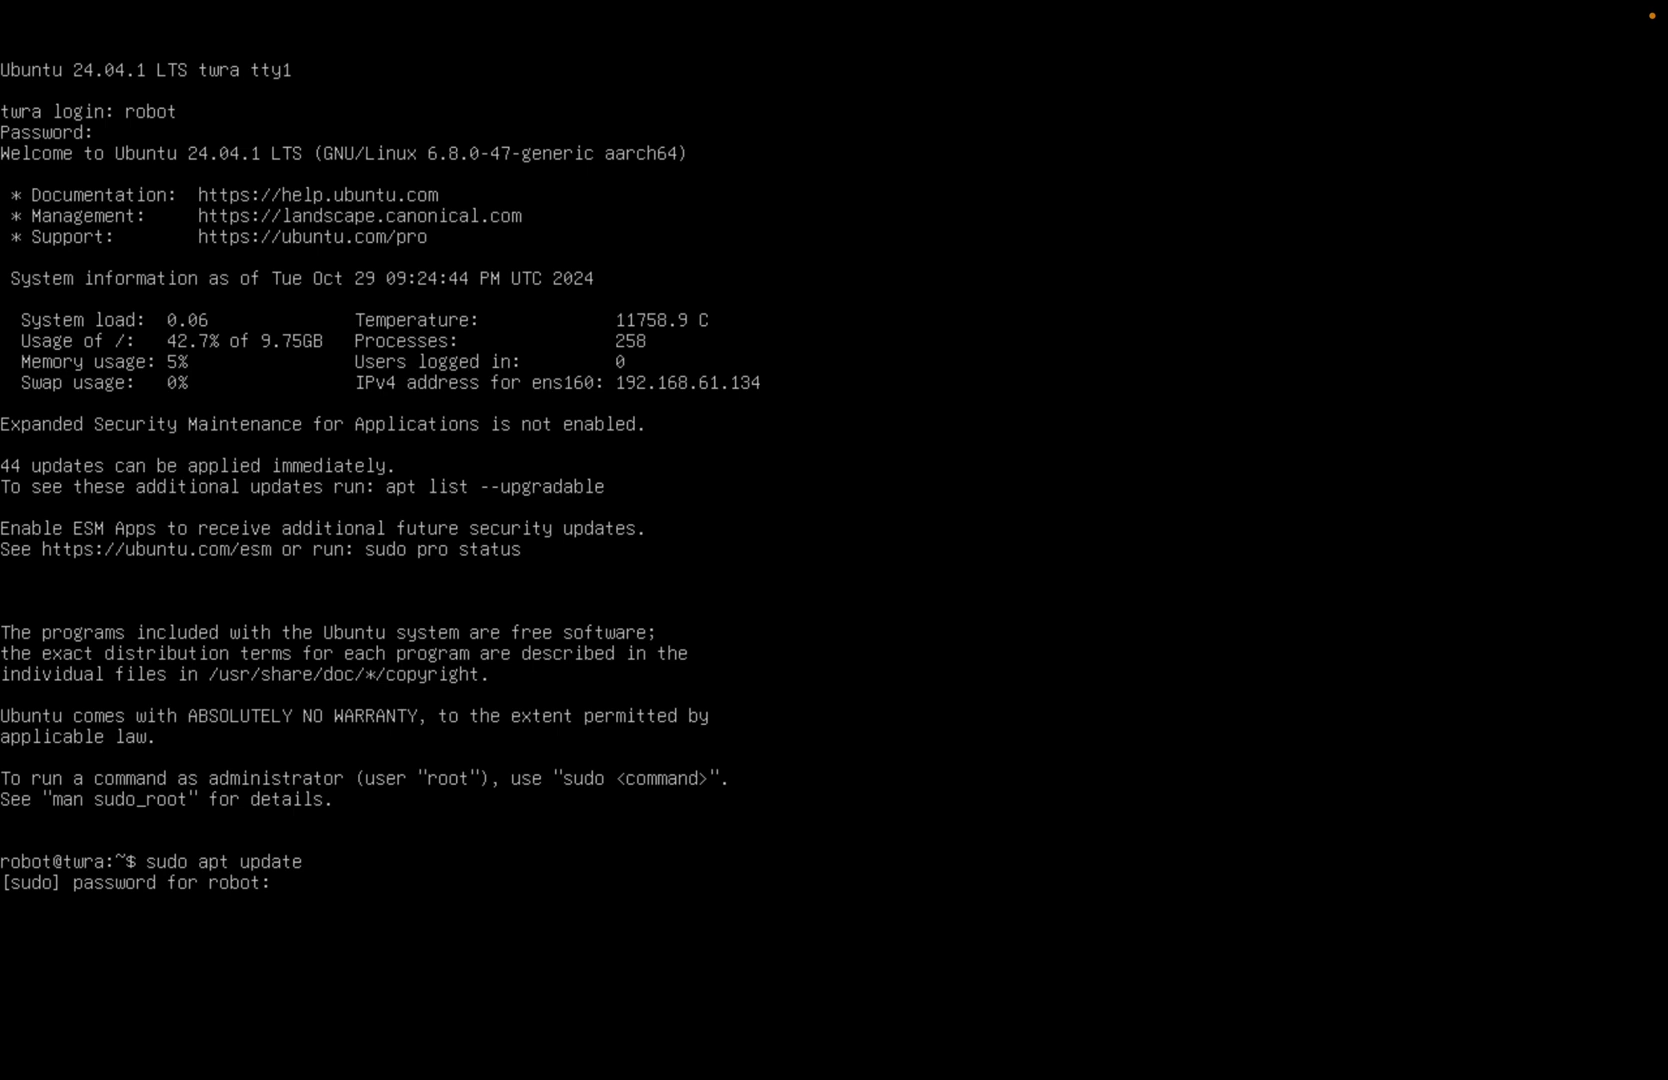 Ubuntu 24.04.1 LTS twra tty1
twra login: robot
Password:
Welcome to Ubuntu 24.04.1 LTS (GNU/Linux 6.8.0-47-generic aarch64)
* Documentation:  https://help.ubuntu.com
* Management:     https://landscape.canonical.com
* Support:        https://ubuntu.com/pro
System information as of Tue Oct 29 09:24:44 PM UTC 2024
System load:  0.06              Temperature:             11758.9 C
Usage of /:   42.7% of 9.75GB   Processes:               258
Memory usage: 5%                Users logged in:         0
Swap usage:   0%                IPv4 address for ens160: 192.168.61.134
Expanded Security Maintenance for Applications is not enabled.
44 updates can be applied immediately.
To see these additional updates run: apt list --upgradable
Enable ESM Apps to receive additional future security updates.
See https://ubuntu.com/esm or run: sudo pro status
The programs included with the Ubuntu system are free software;
the exact distribution terms for each program are described in the
individual files in /usr/share/doc/*/copyright.
Ubuntu comes with ABSOLUTELY NO WARRANTY, to the extent permitted by
applicable law.
To run a command as administrator (user "root"), use "sudo <command>".
See "man sudo_root" for details.
robot@twra:~$ sudo apt update
[sudo] password for robot: